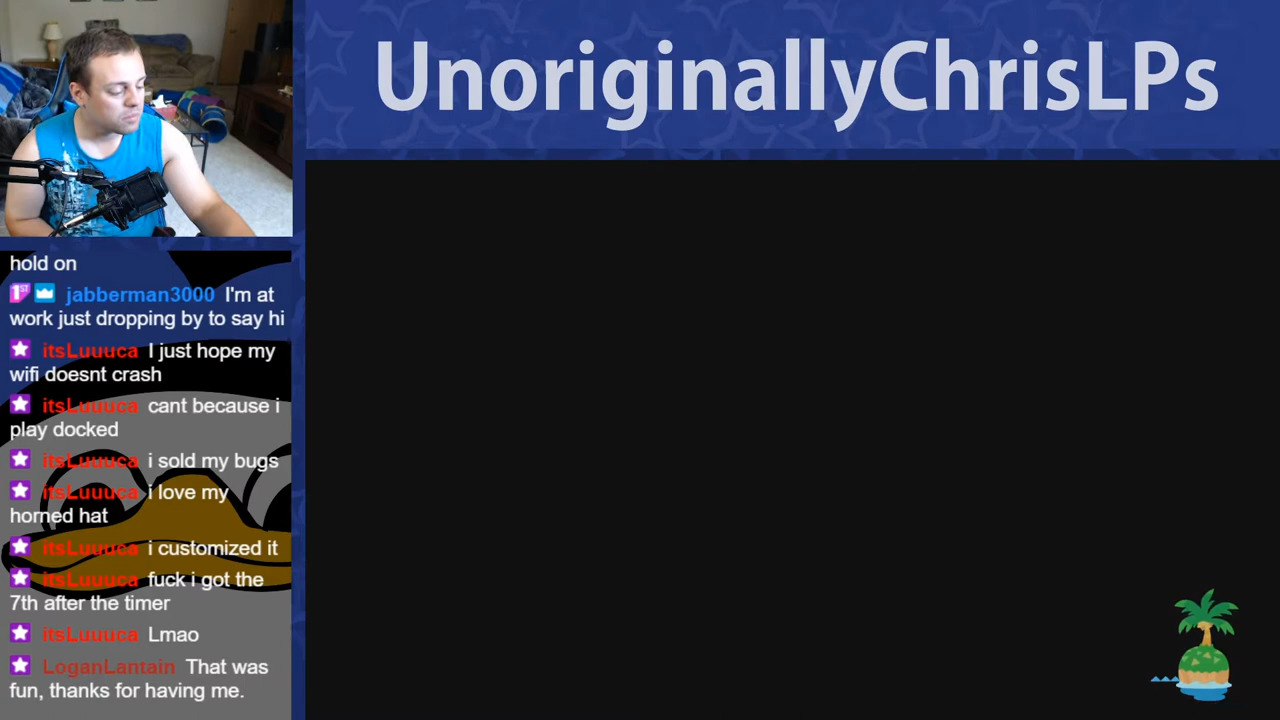 UnoriginallyChrisLPs
hold on
jabberman3000 I'm at
work just dropping by to say hi
itsLuuuca I just hope my
wifi doesnt crash
itsLuuuca cant because i
play docked
itsLuuuca i sold my bugs
itsLuuuca i love my
horned hat
itsLuuuca i customized it
itsLuuuca fuck i got the
7th after the timer
itsLuuuca Lmao
LoganLantain That was
fun, thanks for having me.